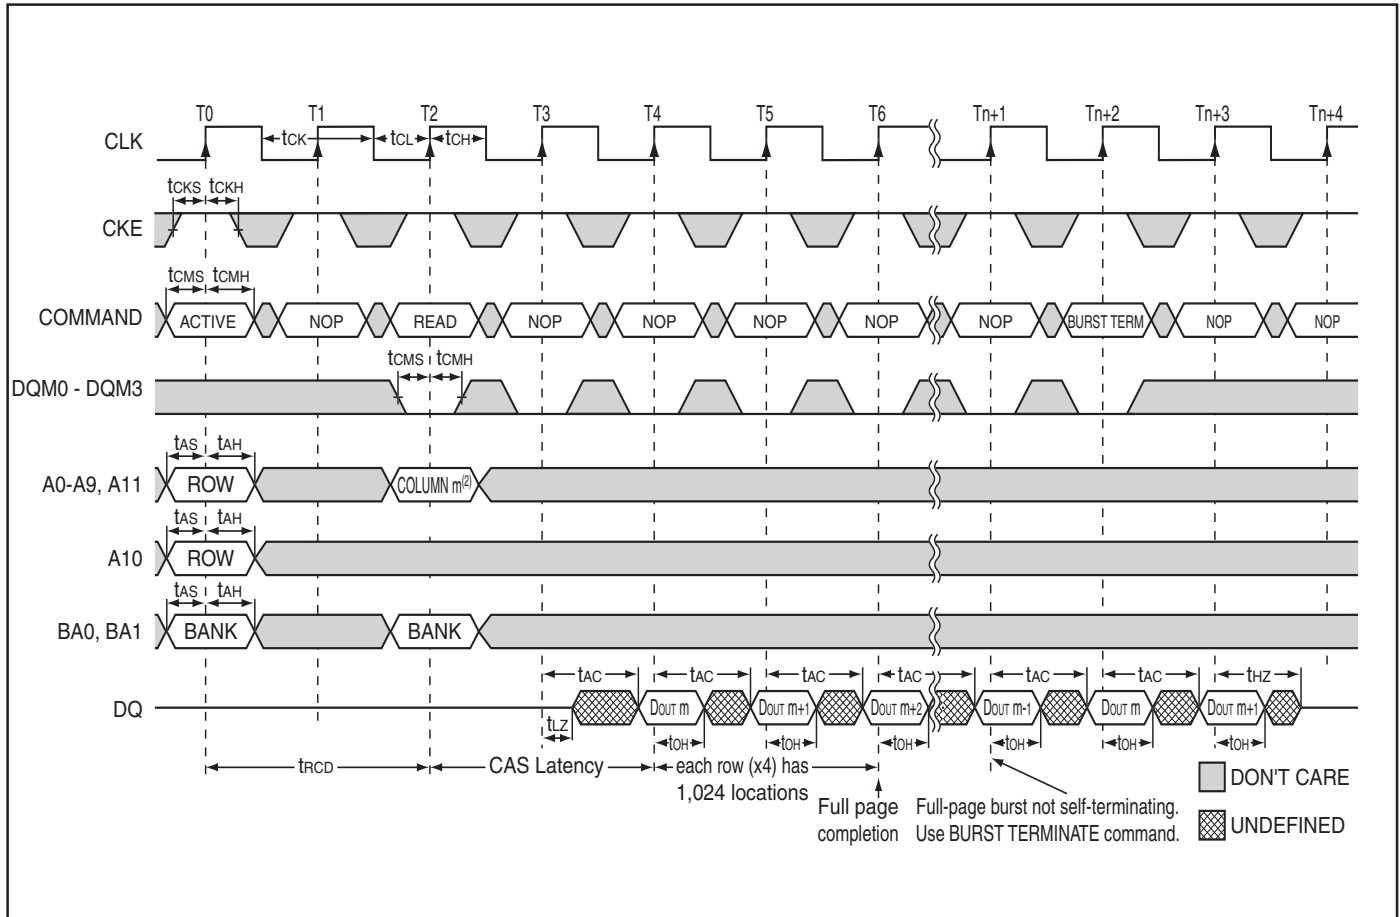 T0 T1 T2 T3 T4 T5 T6 Tn+1 Tn+2 Tn+3 Tn+4
CLK tCK tCL tCH
tCKS tCKH
CKE
tCMS tCMH
COMMAND ACTIVE NOP READ NOP NOP NOP NOP NOP BURST TERM NOP NOP
tCMS tCMH
DQM0 - DQM3
tAS tAH
A0-A9, A11 ROW COLUMN m(2)
tAS tAH
A10 ROW
tAS tAH
BA0, BA1 BANK BANK
tAC tAC tAC tAC tAC tAC tHZ
DQ DOUT m DOUT m+1 DOUT m+2 DOUT m-1 DOUT m DOUT m+1
tLZ tOH tOH tOH tOH tOH tOH
tRCD CAS Latency each row (x4) has
1,024 locations
Full page
completion
Full-page burst not self-terminating.
Use BURST TERMINATE command.
DON'T CARE
UNDEFINED